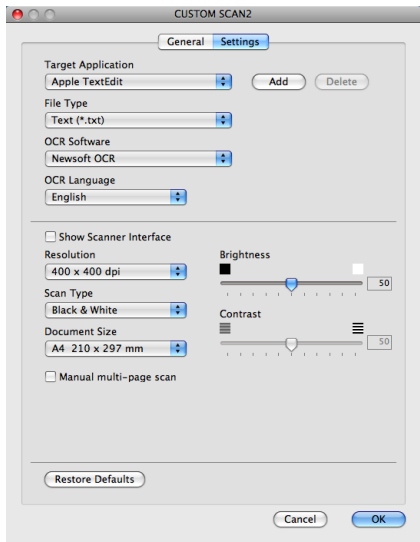 CUSTOM SCAN2
General Settings
Target Application
Apple TextEdit Add Delete
File Type
Text (*.txt)
OCR Software
Newsoft OCR
OCR Language
English
Show Scanner Interface
Resolution Brightness
400 x 400 dpi 50
Scan Type
Black & White Contrast
Document Size 50
A4 210 x 297 mm
Manual multi-page scan
Restore Defaults
Cancel OK